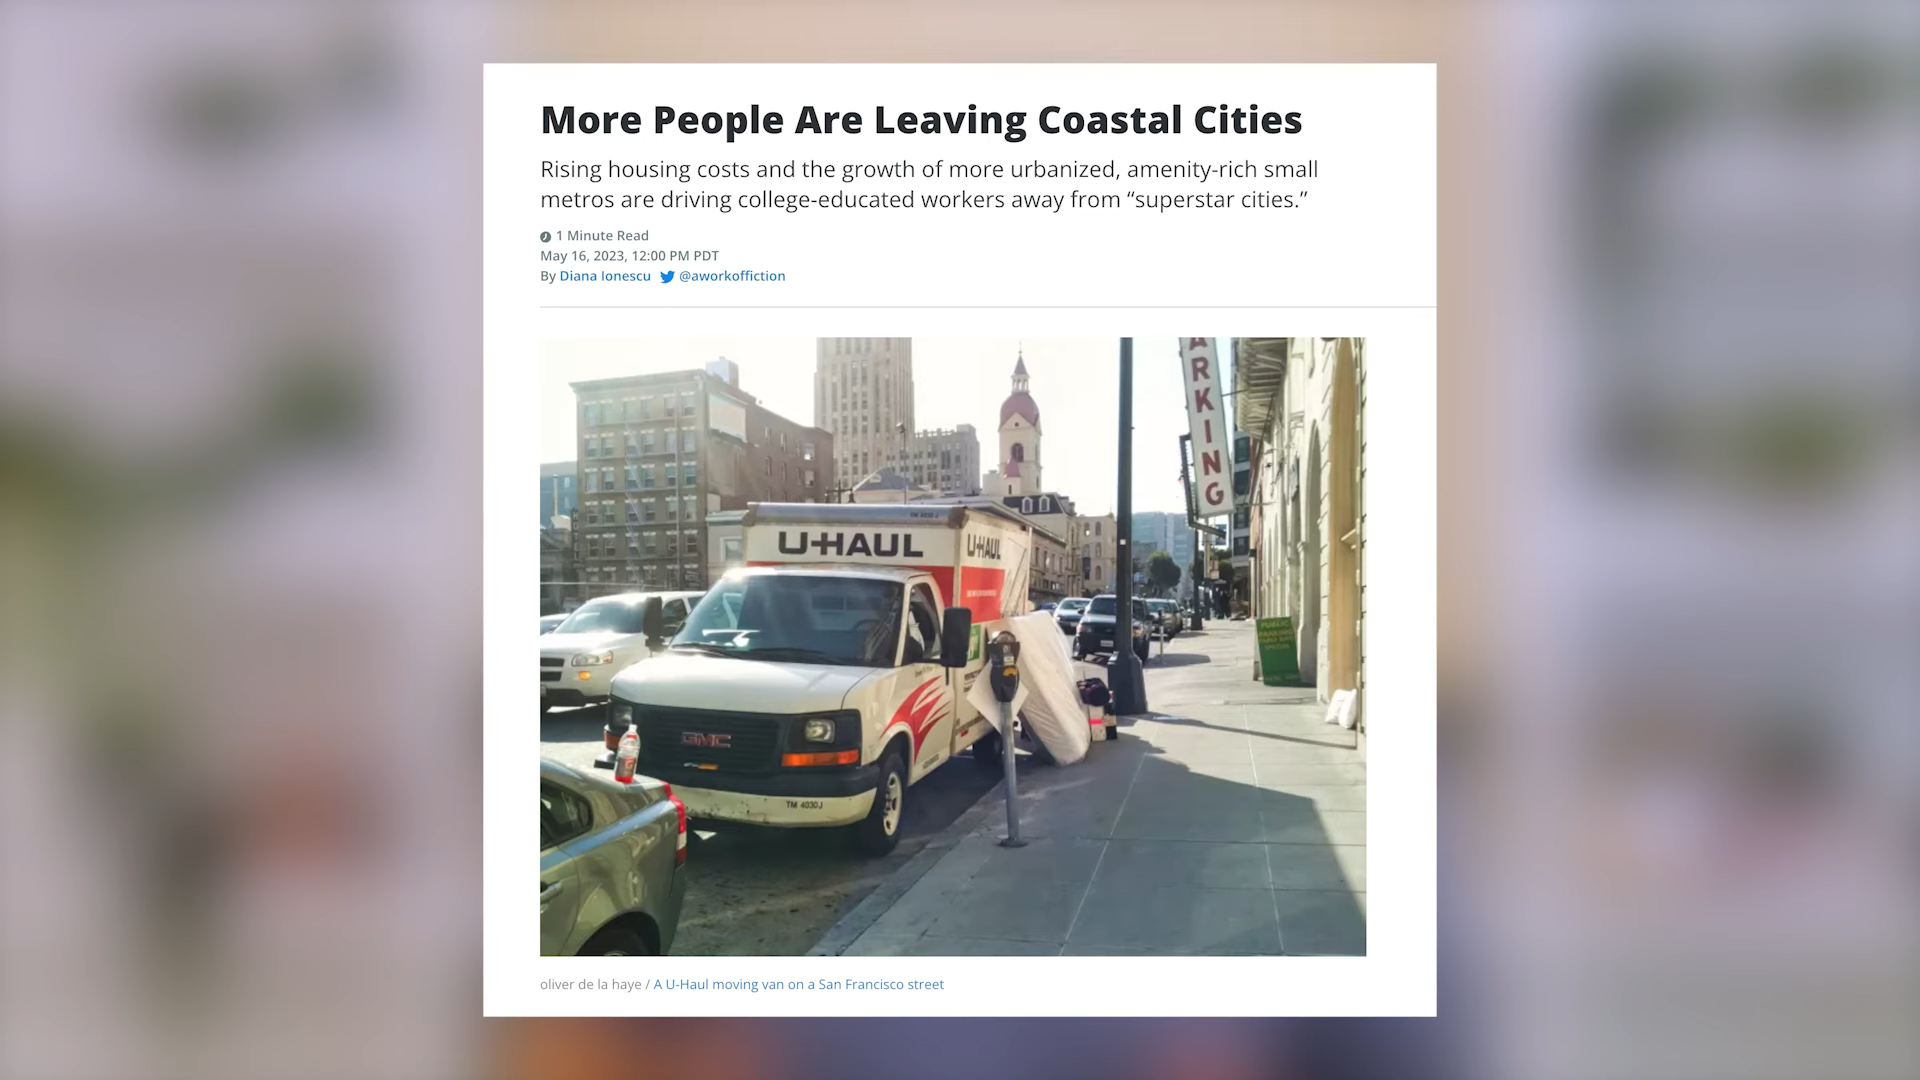 More People Are Leaving Coastal Cities
Rising housing costs and the growth of more urbanized, amenity-rich small
metros are driving college-educated workers away from “superstar cities.”
1 Minute Read
May 16, 2023, 12:00 PM PDT
By Diana Ionescu @aworkoffiction
ARKING
U-HAUL
U-HAUL
PUBLIC
GMC
TM 4030J
oliver de la haye / A U-Haul moving van on a San Francisco street